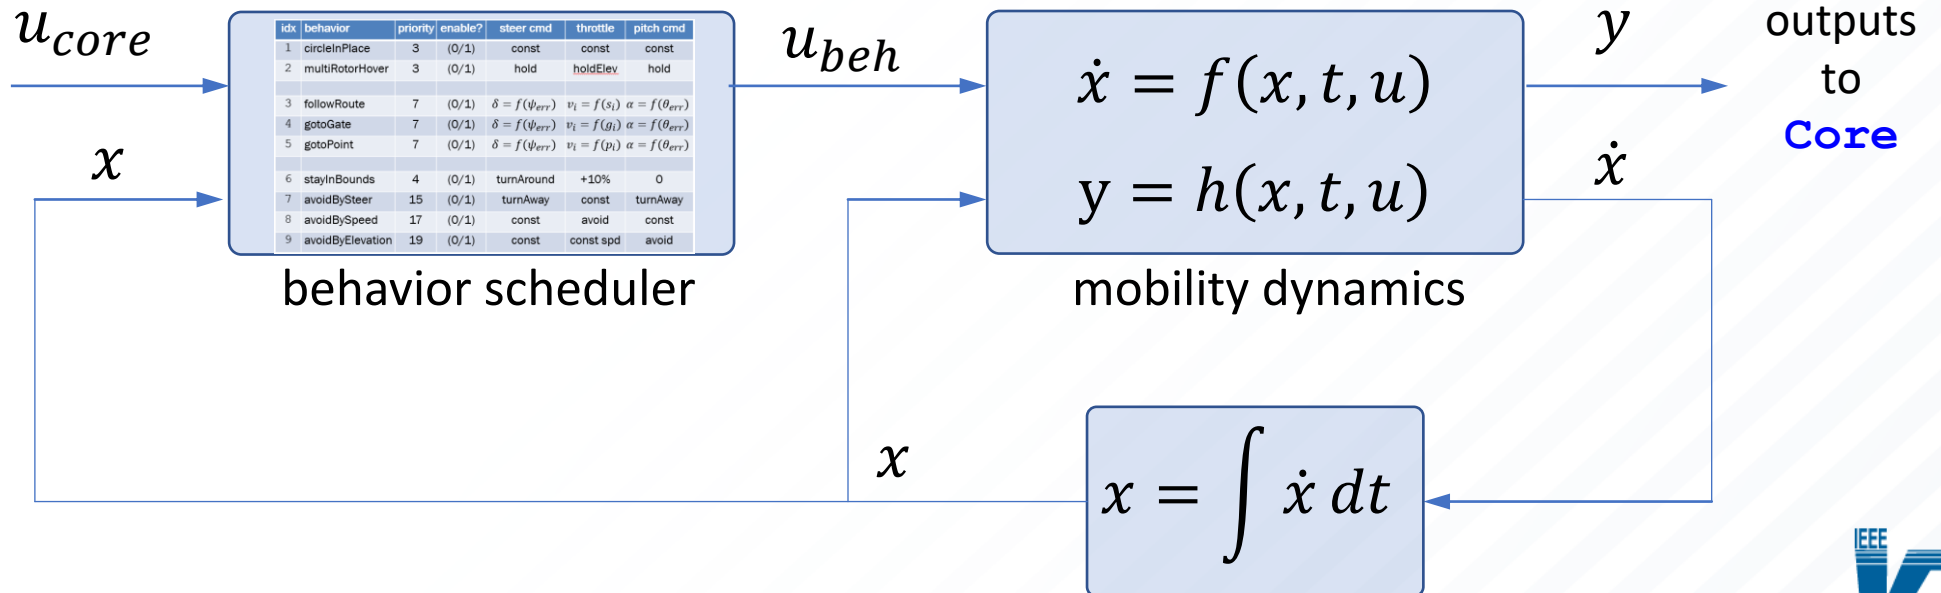 u_core
x
idx behavior priority enable? steer cmd throttle pitch cmd
1 circleInPlace 3 (0/1) const const const
2 multiRotorHover 3 (0/1) hold holdElev hold
3 followRoute 7 (0/1) δ = f(ψ_err) v_i = f(s_i) α = f(θ_err)
4 gotoGate 7 (0/1) δ = f(ψ_err) v_i = f(g_i) α = f(θ_err)
5 gotoPoint 7 (0/1) δ = f(ψ_err) v_i = f(p_i) α = f(θ_err)
6 stayInBounds 4 (0/1) turnAround +10% 0
7 avoidBySteer 15 (0/1) turnAway const turnAway
8 avoidBySpeed 17 (0/1) const avoid const
9 avoidByElevation 19 (0/1) const const spd avoid
behavior scheduler
u_beh
ẋ = f(x, t, u)
y = h(x, t, u)
mobility dynamics
y
ẋ
outputs
to
Core
x
x = ∫ ẋ dt
IEEE